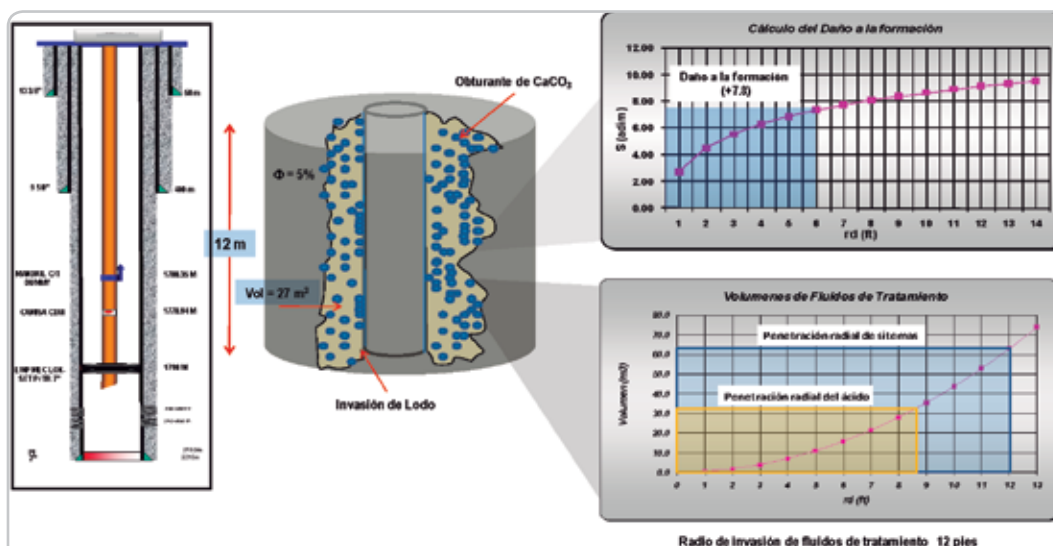 13 3/8"
50 m
9 5/8"
Obturante de CaCO3
Φ = 5%
12 m
Vol = 27 m3
Invasión de Lodo
Cálculo del Daño a la formación
Daño a la formación
(+7.8)
S (adim)
12.00
10.00
8.00
6.00
4.00
2.00
0.00
1 2 3 4 5 6 7 8 9 10 11 12 13 14
rd (ft)
Volumenes de Fluidos de Tratamiento
Penetración radial de sitemas
Penetración radial del ácido
Volumen (m3)
80.0
70.0
60.0
50.0
40.0
30.0
20.0
10.0
0.0
0 1 2 3 4 5 6 7 8 9 10 11 12 13
rd (ft)
Radio de invasión de fluidos de tratamiento 12 pies